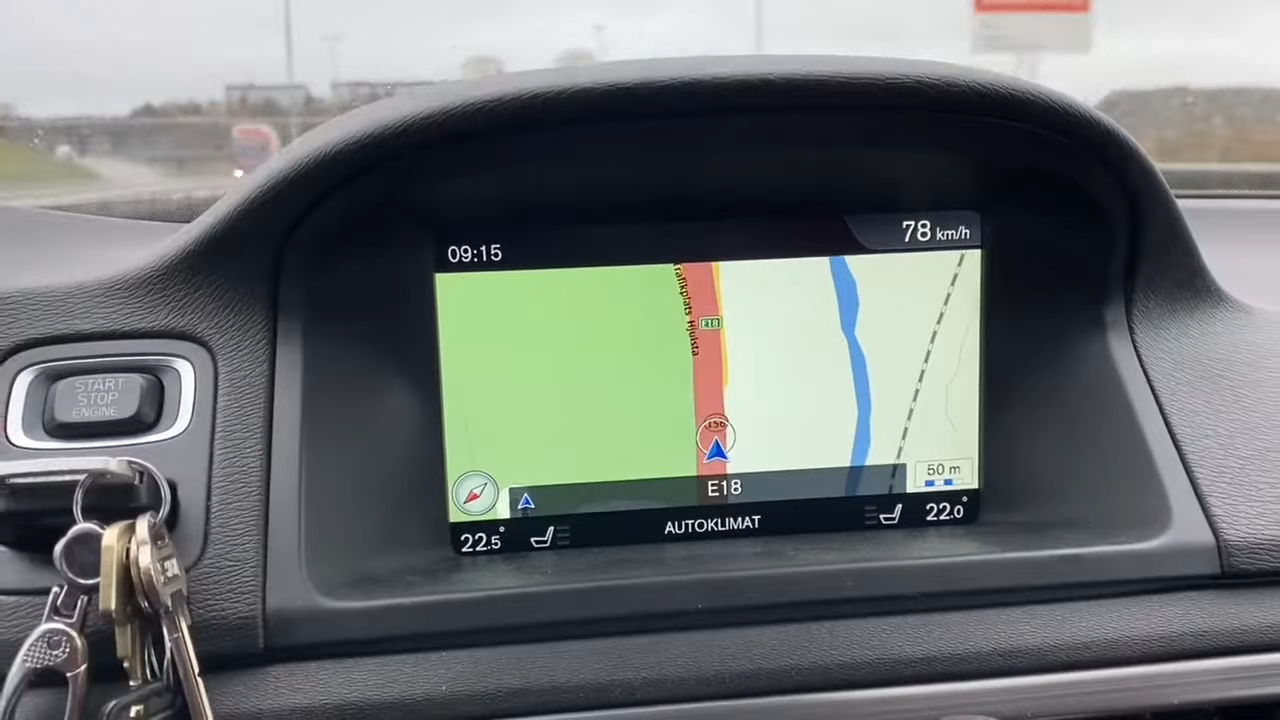 09:15
78 km/h
Trafikplats Hjulsta
E18
START
STOP
ENGINE
50 m
E18
22.5°
AUTOKLIMAT
22.0°